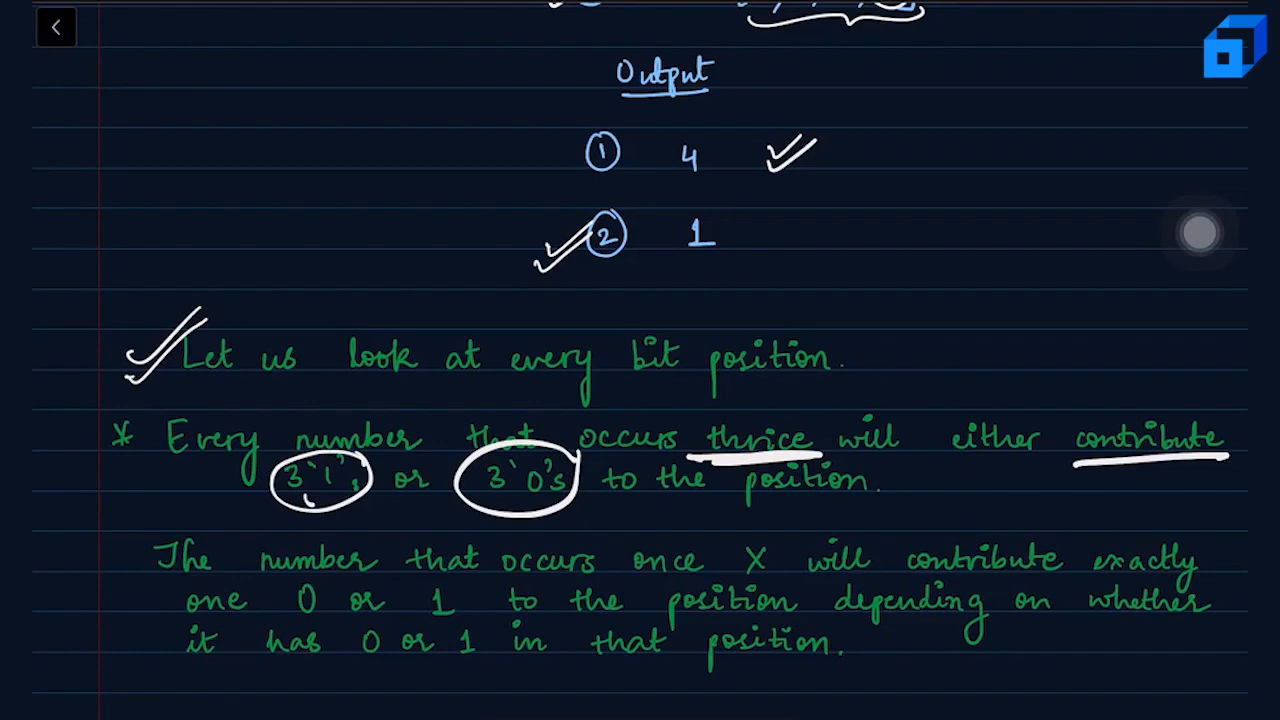 Output
① 4
② 1
Let us look at every bit position.
* Every number that occurs thrice will either contribute
3 '1's or 3 '0's to the position.
The number that occurs once X will contribute exactly
one 0 or 1 to the position depending on whether
it has 0 or 1 in that position.